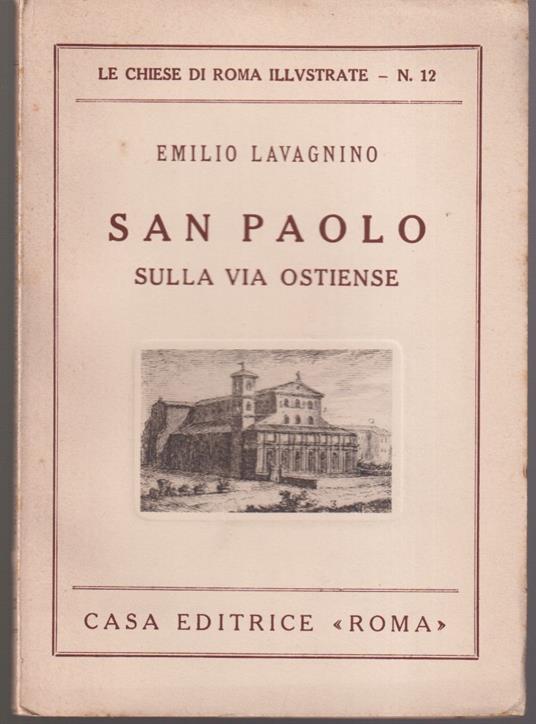 LE CHIESE DI ROMA ILLVSTRATE – N. 12
EMILIO LAVAGNINO
SAN PAOLO
SULLA VIA OSTIENSE
CASA EDITRICE «ROMA»